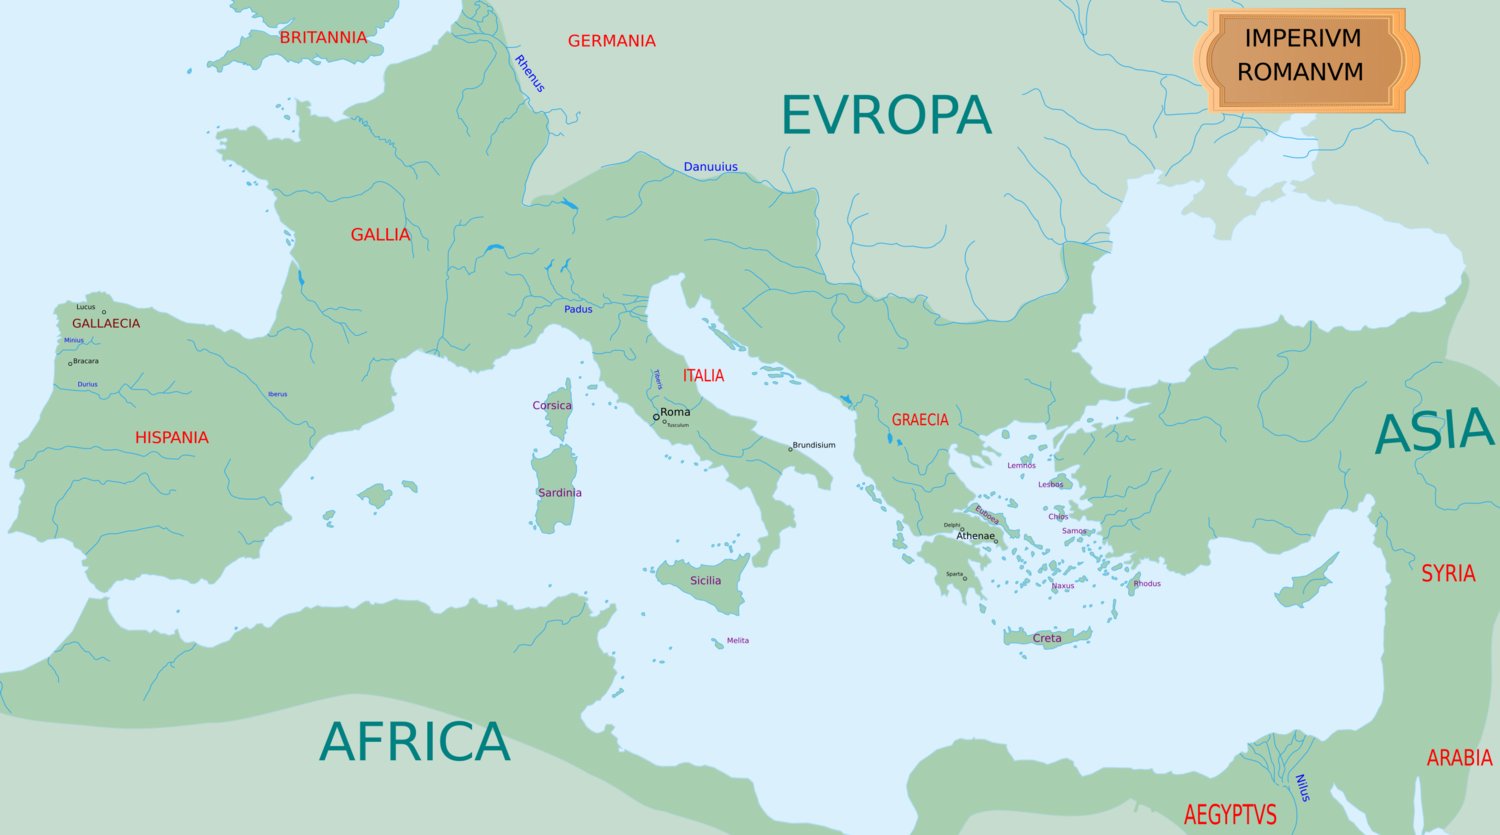 IMPERIVM
ROMANVM
BRITANNIA
GERMANIA
Rhenus
EVROPA
Danuuius
GALLIA
Lucus
GALLAECIA
Padus
Minius
Bracara
Durius
Iberus
HISPANIA
Tiberis
ITALIA
Corsica
Roma
Tusculum
GRAECIA
ASIA
Brundisium
Lemnos
Lesbos
Sardinia
Euboea
Chios
Delphi
Athenae
Samos
Sparta
Sicilia
Naxus
Rhodus
SYRIA
Melita
Creta
AFRICA
ARABIA
Nilus
AEGYPTVS